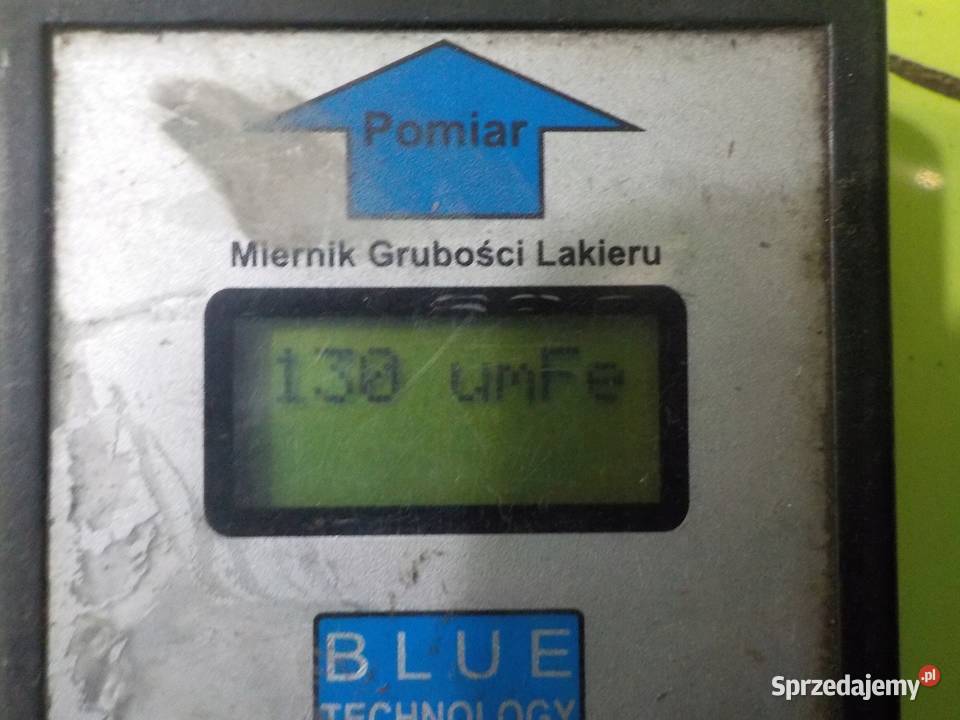 Pomiar
Miernik Grubości Lakieru
130 umFe
BLUE
TECHNOLOGY
Sprzedajemy.pl